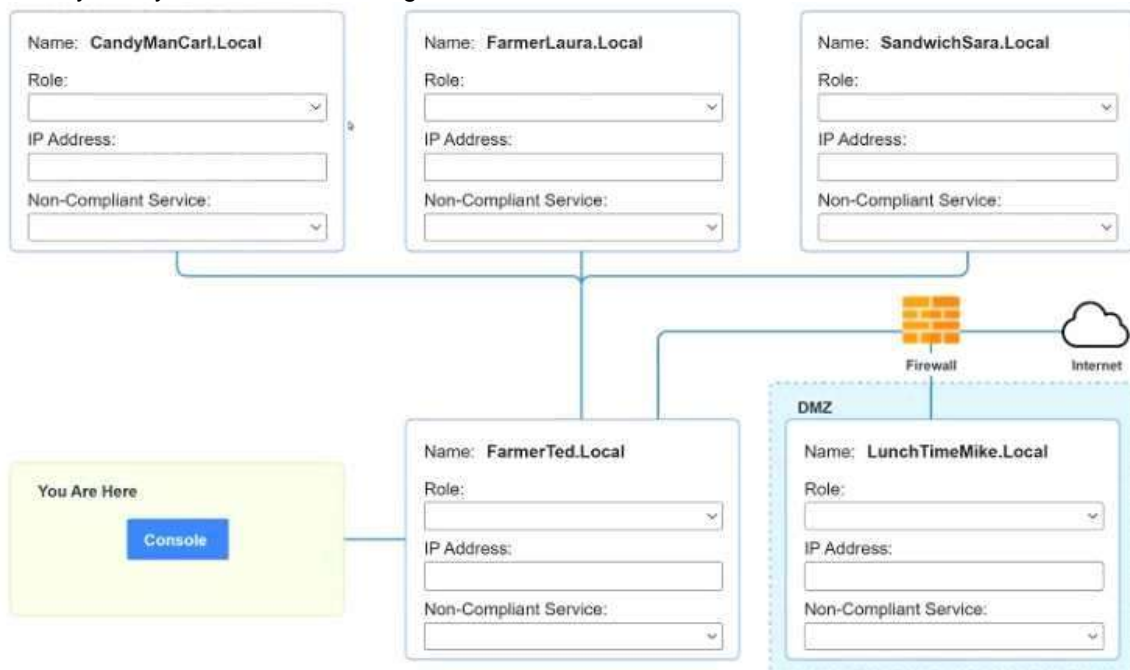 Name: CandyManCarl.Local
Role:
IP Address:
Non-Compliant Service:
Name: FarmerLaura.Local
Role:
IP Address:
Non-Compliant Service:
Name: SandwichSara.Local
Role:
IP Address:
Non-Compliant Service:
Firewall
Internet
You Are Here
Console
Name: FarmerTed.Local
Role:
IP Address:
Non-Compliant Service:
DMZ
Name: LunchTimeMike.Local
Role:
IP Address:
Non-Compliant Service: